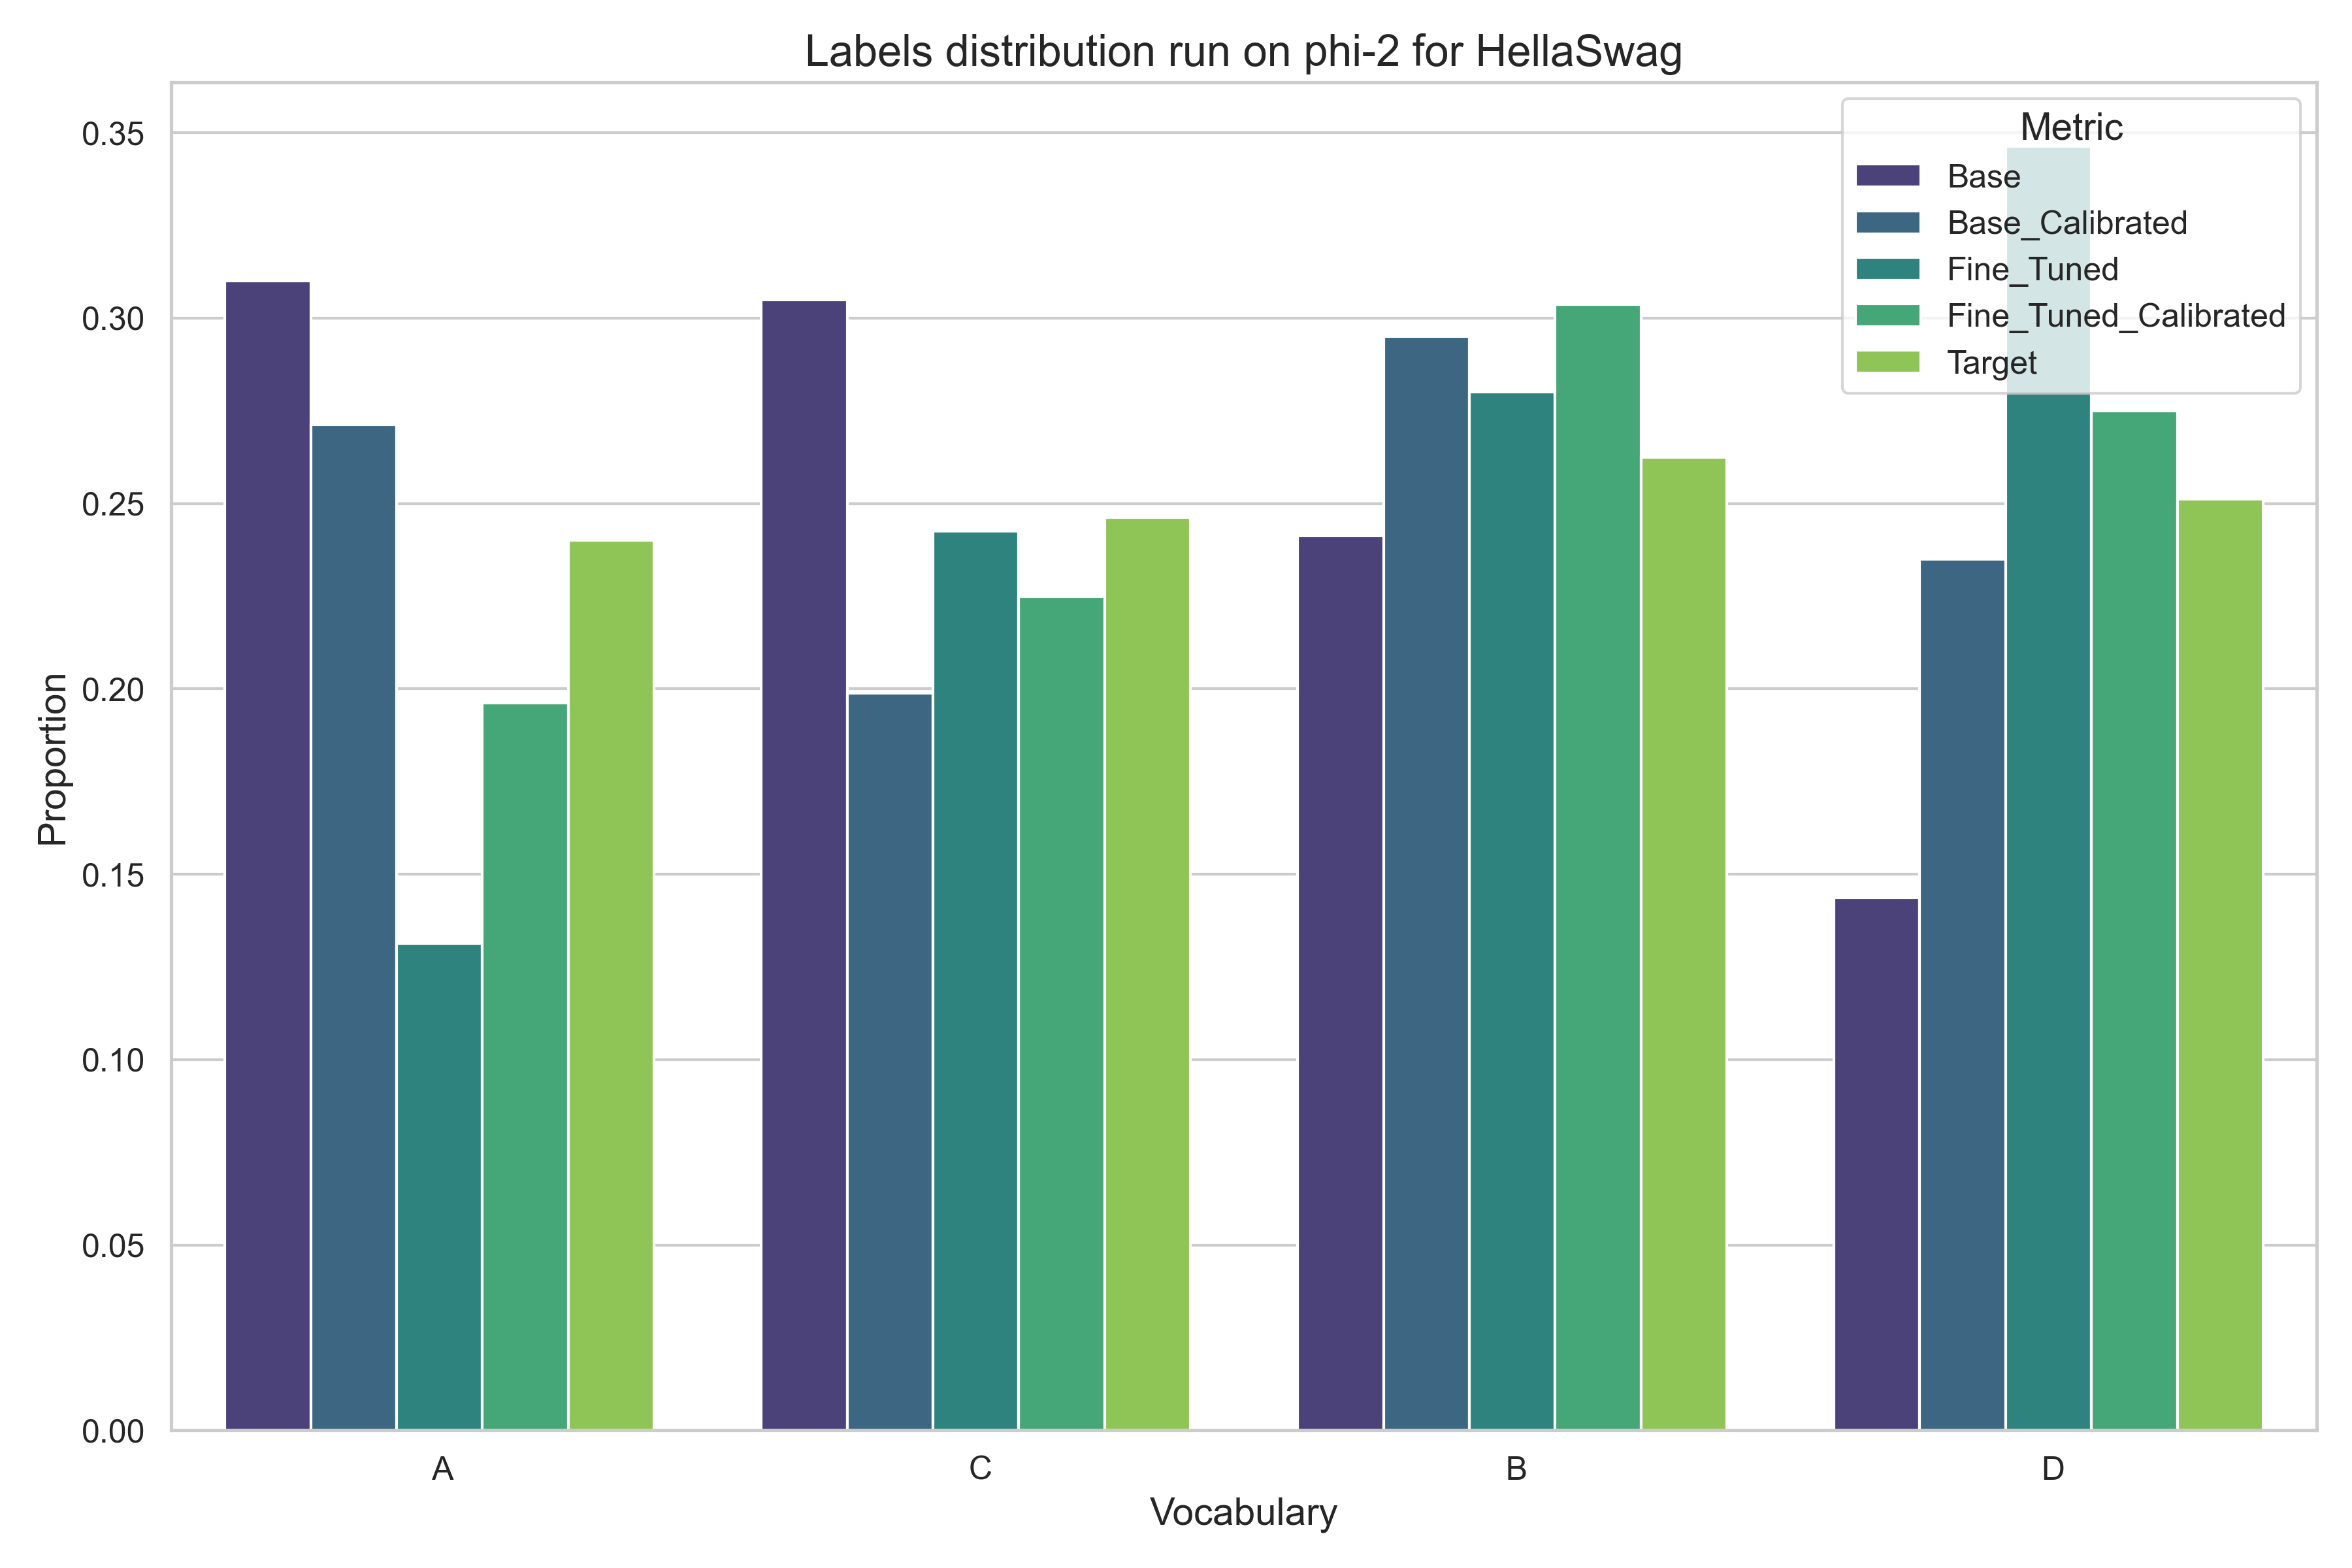 Labels distribution run on phi-2 for HellaSwag
Metric
Base
Base_Calibrated
Fine_Tuned
Fine_Tuned_Calibrated
Target
Proportion
0.35
0.30
0.25
0.20
0.15
0.10
0.05
0.00
A C B D
Vocabulary